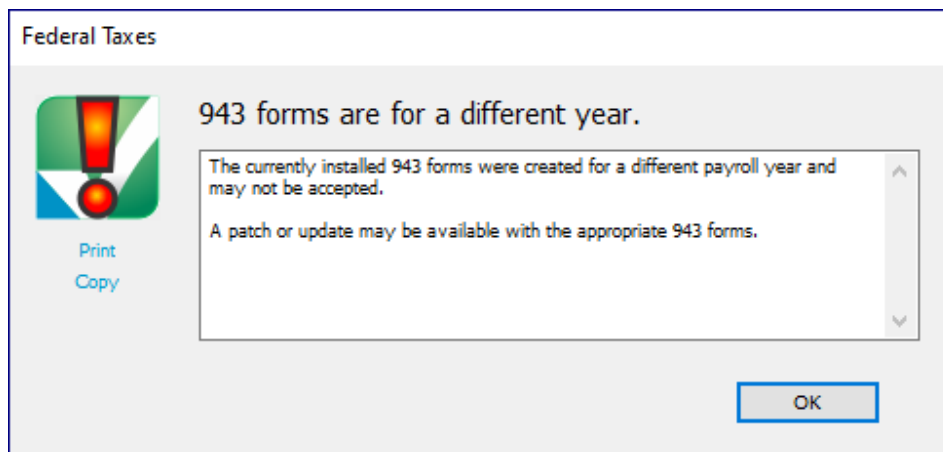 Federal Taxes
943 forms are for a different year.
The currently installed 943 forms were created for a different payroll year and
may not be accepted.
A patch or update may be available with the appropriate 943 forms.
Print
Copy
OK